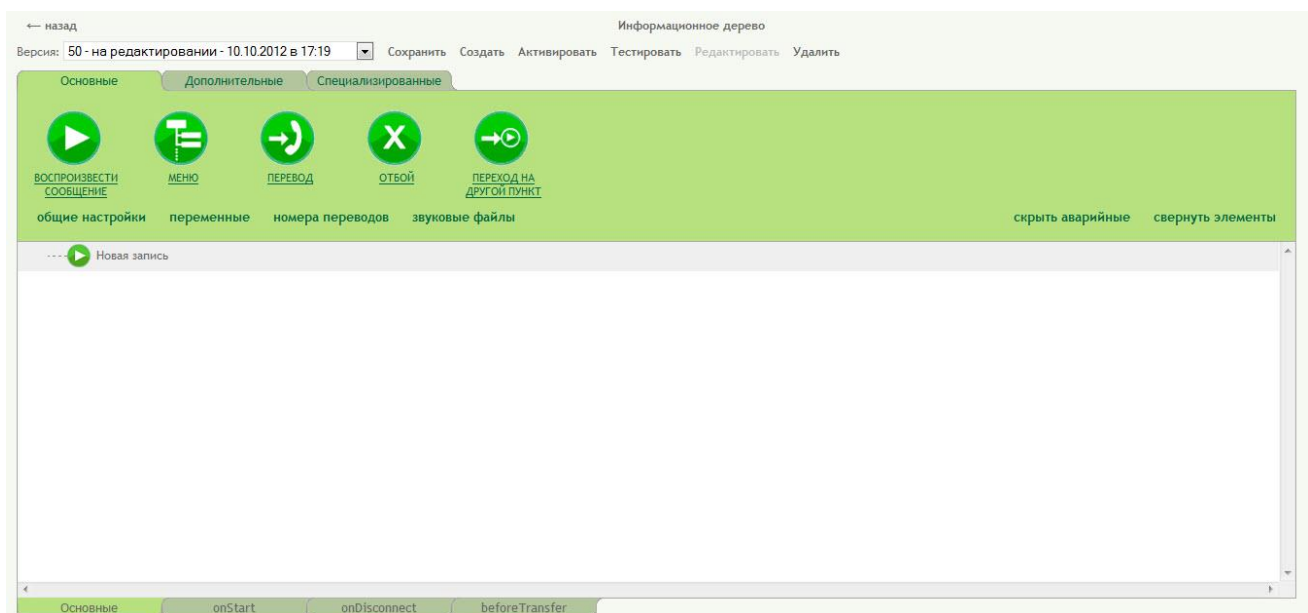 ← назад Информационное дерево
Версия: 50 - на редактировании - 10.10.2012 в 17:19 Сохранить Создать Активировать Тестировать Редактировать Удалить
Основные Дополнительные Специализированные
ВОСПРОИЗВЕСТИ СООБЩЕНИЕ
МЕНЮ
ПЕРЕВОД
ОТБОЙ
ПЕРЕХОД НА ДРУГОЙ ПУНКТ
общие настройки переменные номера переводов звуковые файлы скрыть аварийные свернуть элементы
Новая запись
Основные onStart onDisconnect beforeTransfer